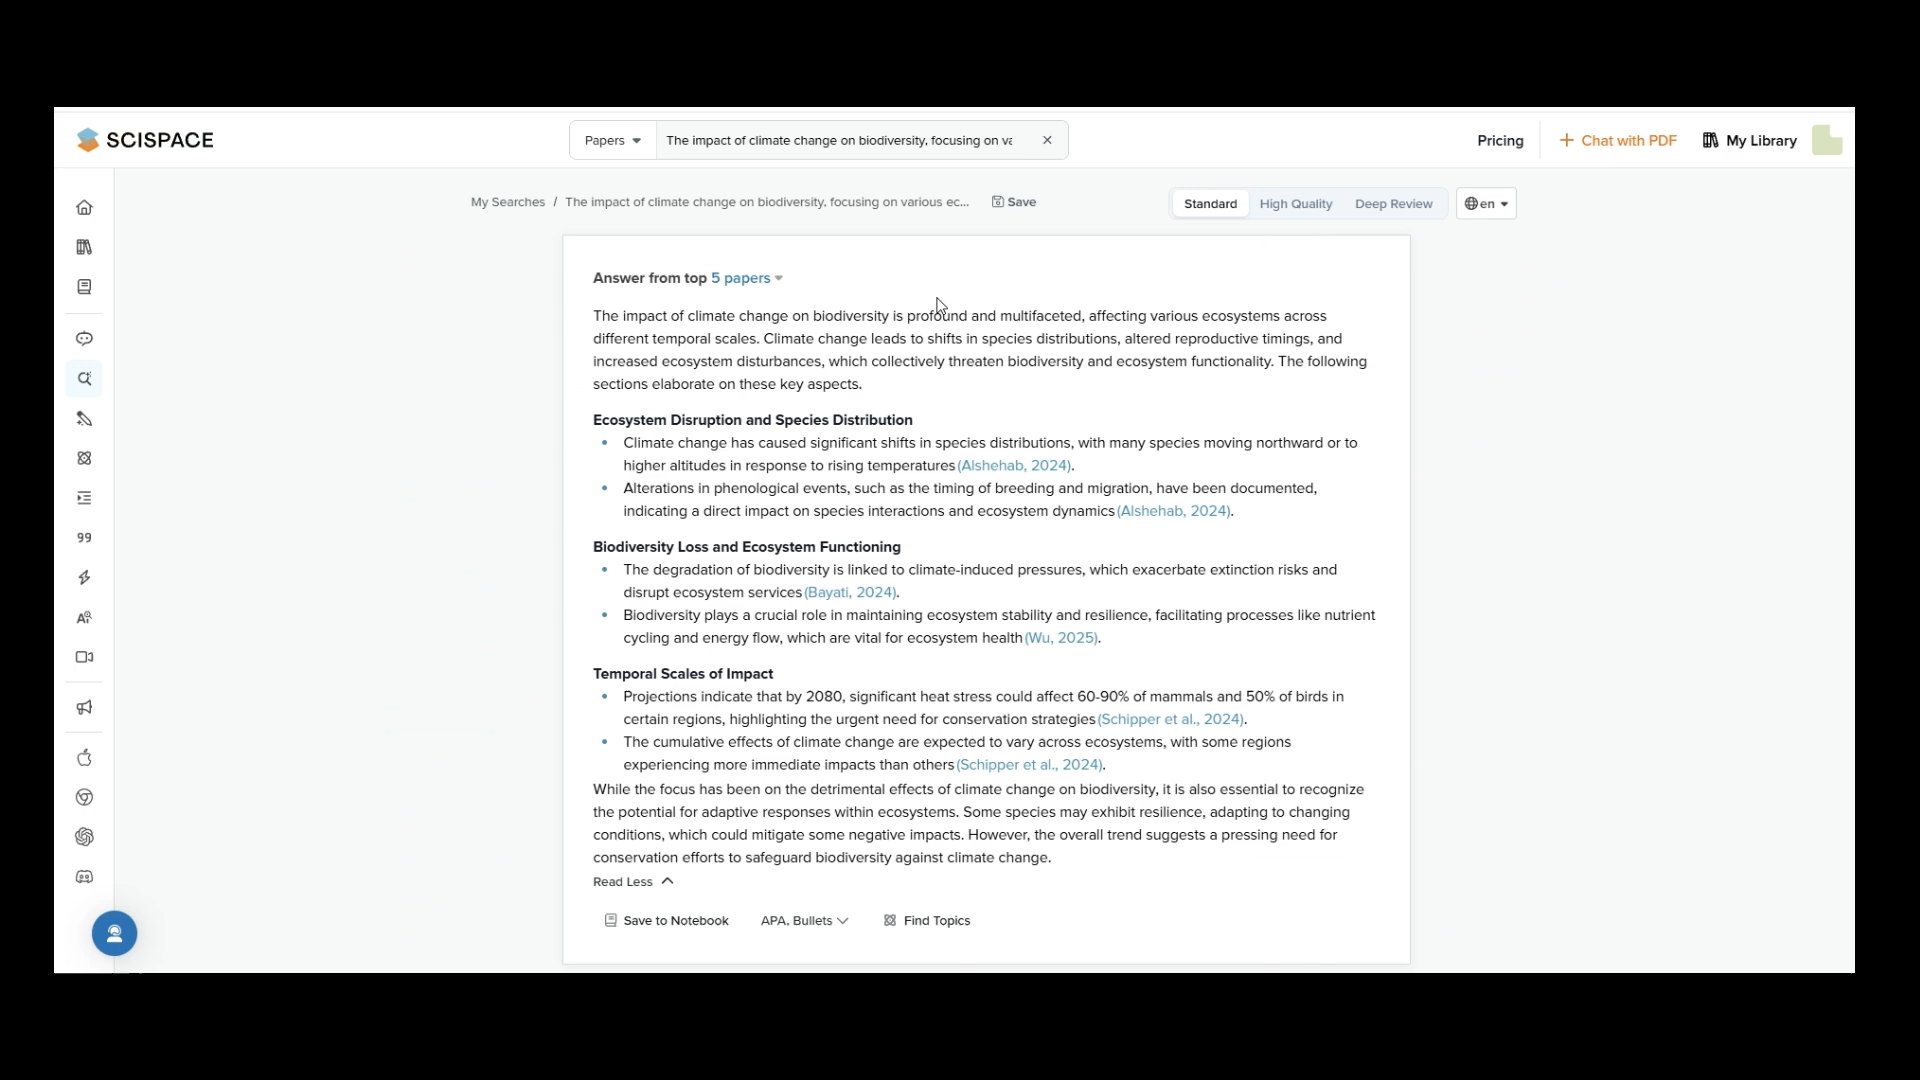 SCISPACE
Papers
The impact of climate change on biodiversity, focusing on va
Pricing
Chat with PDF
My Library
My Searches / The impact of climate change on biodiversity, focusing on various ec...
Save
Standard
High Quality
Deep Review
en
Answer from top 5 papers
The impact of climate change on biodiversity is profound and multifaceted, affecting various ecosystems across
different temporal scales. Climate change leads to shifts in species distributions, altered reproductive timings, and
increased ecosystem disturbances, which collectively threaten biodiversity and ecosystem functionality. The following
sections elaborate on these key aspects.
Ecosystem Disruption and Species Distribution
• Climate change has caused significant shifts in species distributions, with many species moving northward or to
higher altitudes in response to rising temperatures (Alshehab, 2024).
• Alterations in phenological events, such as the timing of breeding and migration, have been documented,
indicating a direct impact on species interactions and ecosystem dynamics (Alshehab, 2024).
Biodiversity Loss and Ecosystem Functioning
• The degradation of biodiversity is linked to climate-induced pressures, which exacerbate extinction risks and
disrupt ecosystem services (Bayati, 2024).
• Biodiversity plays a crucial role in maintaining ecosystem stability and resilience, facilitating processes like nutrient
cycling and energy flow, which are vital for ecosystem health (Wu, 2025).
Temporal Scales of Impact
• Projections indicate that by 2080, significant heat stress could affect 60-90% of mammals and 50% of birds in
certain regions, highlighting the urgent need for conservation strategies (Schipper et al., 2024).
• The cumulative effects of climate change are expected to vary across ecosystems, with some regions
experiencing more immediate impacts than others (Schipper et al., 2024).
While the focus has been on the detrimental effects of climate change on biodiversity, it is also essential to recognize
the potential for adaptive responses within ecosystems. Some species may exhibit resilience, adapting to changing
conditions, which could mitigate some negative impacts. However, the overall trend suggests a pressing need for
conservation efforts to safeguard biodiversity against climate change.
Read Less
Save to Notebook
APA, Bullets
Find Topics